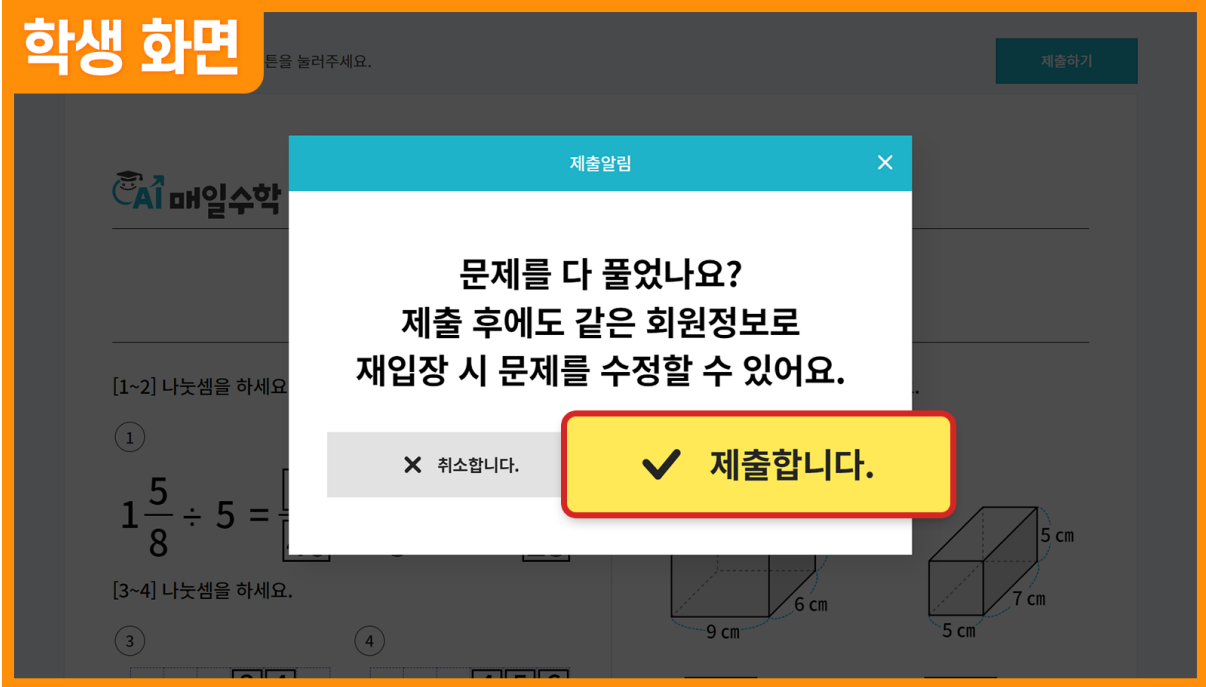 학생 화면
튼을 눌러주세요.
제출하기
제출알림
AI 매일수학
문제를 다 풀었나요?
제출 후에도 같은 회원정보로
재입장 시 문제를 수정할 수 있어요.
취소합니다.
제출합니다.
[1~2] 나눗셈을 하세요
1
1 5/8 ÷ 5 =
[3~4] 나눗셈을 하세요.
3
4
9 cm
6 cm
5 cm
7 cm
5 cm